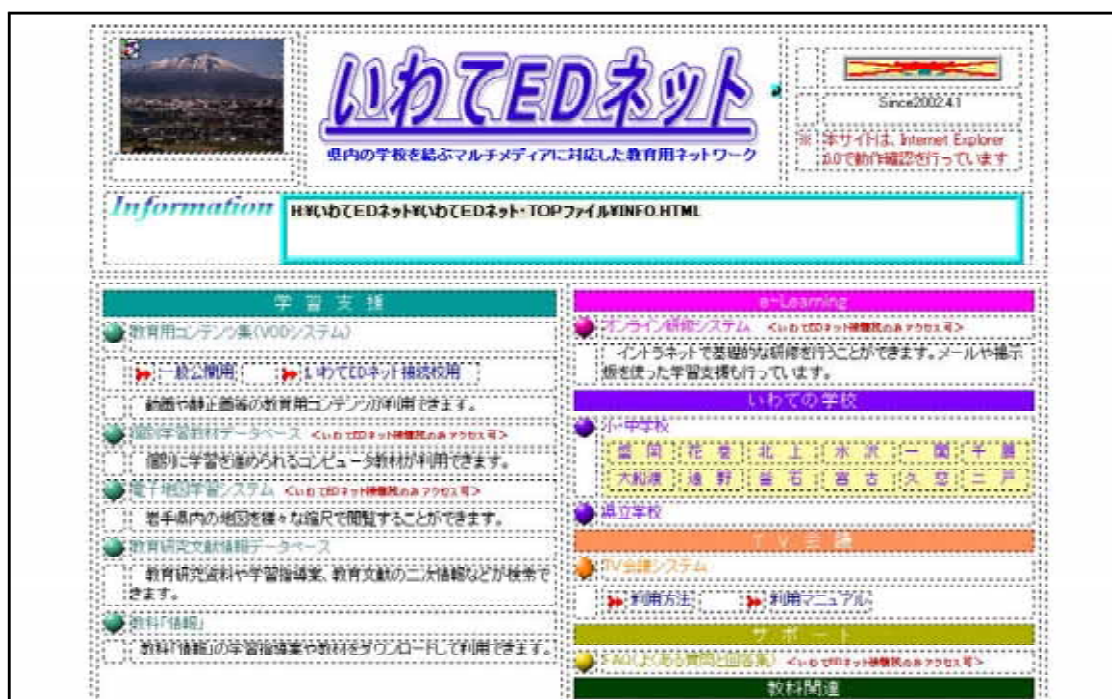 いわてEDネット
県内の学校を結ぶマルチメディアに対応した教育用ネットワーク
Since2002.4.1
※ 本サイトは、Internet Explorer
6.0で動作確認を行っています
Information
H:¥いわてEDネット¥いわてEDネット・TOPファイル¥INFO.HTML
学習支援
教育用コンテンツ集(VODシステム)
一般公開用 いわてEDネット接続校用
動画や静止画等の教育用コンテンツが利用できます。
個別学習教材データベース <いわてEDネット接続校のみアクセス可>
個別に学習を進められるコンピュータ教材が利用できます。
電子地図学習システム <いわてEDネット接続校のみアクセス可>
岩手県内の地図を様々な縮尺で閲覧することができます。
教育研究文献情報データベース
教育研究資料や学習指導案、教育文献の二次情報などが検索で
きます。
教科「情報」
教科「情報」の学習指導案や教材をダウンロードして利用できます。
e-Learning
オンライン研修システム <いわてEDネット接続校のみアクセス可>
イントラネットで基礎的な研修を行うことができます。メールや掲示
板を使った学習支援も行っています。
いわての学校
小・中学校
盛岡 花巻 北上 水沢 一関 千厩
大船渡 遠野 釜石 宮古 久慈 二戸
県立学校
TV会議
TV会議システム
利用方法 利用マニュアル
サポート
FAQ(よくある質問と回答集) <いわてEDネット接続校のみアクセス可>
教科関連